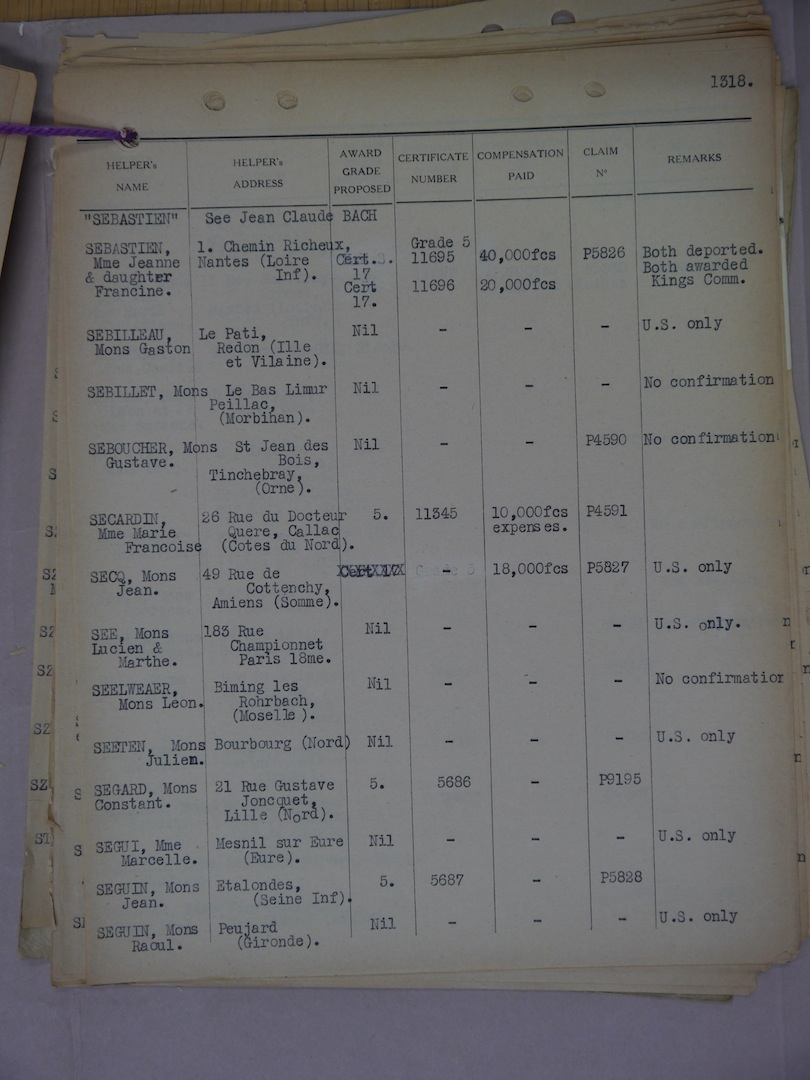 1318.
HELPER's NAME | HELPER's ADDRESS | AWARD GRADE PROPOSED | CERTIFICATE NUMBER | COMPENSATION PAID | CLAIM Nº | REMARKS
"SEBASTIEN" See Jean Claude BACH
SEBASTIEN, 1. Chemin Richeux, Grade 5
Mme Jeanne Nantes (Loire Cert. 11695 40,000fcs P5826 Both deported.
& daughter Inf). 17 Both awarded
Francine. Cert 11696 20,000fcs Kings Comm.
17.
SEBILLEAU, Le Pati, Nil - - - U.S. only
Mons Gaston Redon (Ille
et Vilaine).
SEBILLET, Mons Le Bas Limur Nil - - - No confirmation
Peillac,
(Morbihan).
SEBOUCHER, Mons St Jean des Nil - - P4590 No confirmation
Gustave. Bois,
Tinchebray,
(Orne).
SECARDIN, 26 Rue du Docteur 5. 11345 10,000fcs P4591
Mme Marie Quere, Callac expenses.
Francoise (Cotes du Nord).
SECQ, Mons 49 Rue de - 18,000fcs P5827 U.S. only
Jean. Cottenchy,
Amiens (Somme).
SEE, Mons 183 Rue Nil - - - U.S. only.
Lucien & Championnet
Marthe. Paris 18me.
SEELWEAER, Biming les Nil - - - No confirmation
Mons Leon. Rohrbach,
(Moselle ).
SEETEN, Mons Bourbourg (Nord) Nil - - - U.S. only
Julien.
SEGARD, Mons 21 Rue Gustave 5. 5686 - P9195
Constant. Joncquet,
Lille (Nord).
SEGUI, Mme Mesnil sur Eure Nil - - - U.S. only
Marcelle. (Eure).
SEGUIN, Mons Etalondes, 5. 5687 - P5828
Jean. (Seine Inf).
SEGUIN, Mons Peujard Nil - - - U.S. only
Raoul. (Gironde).